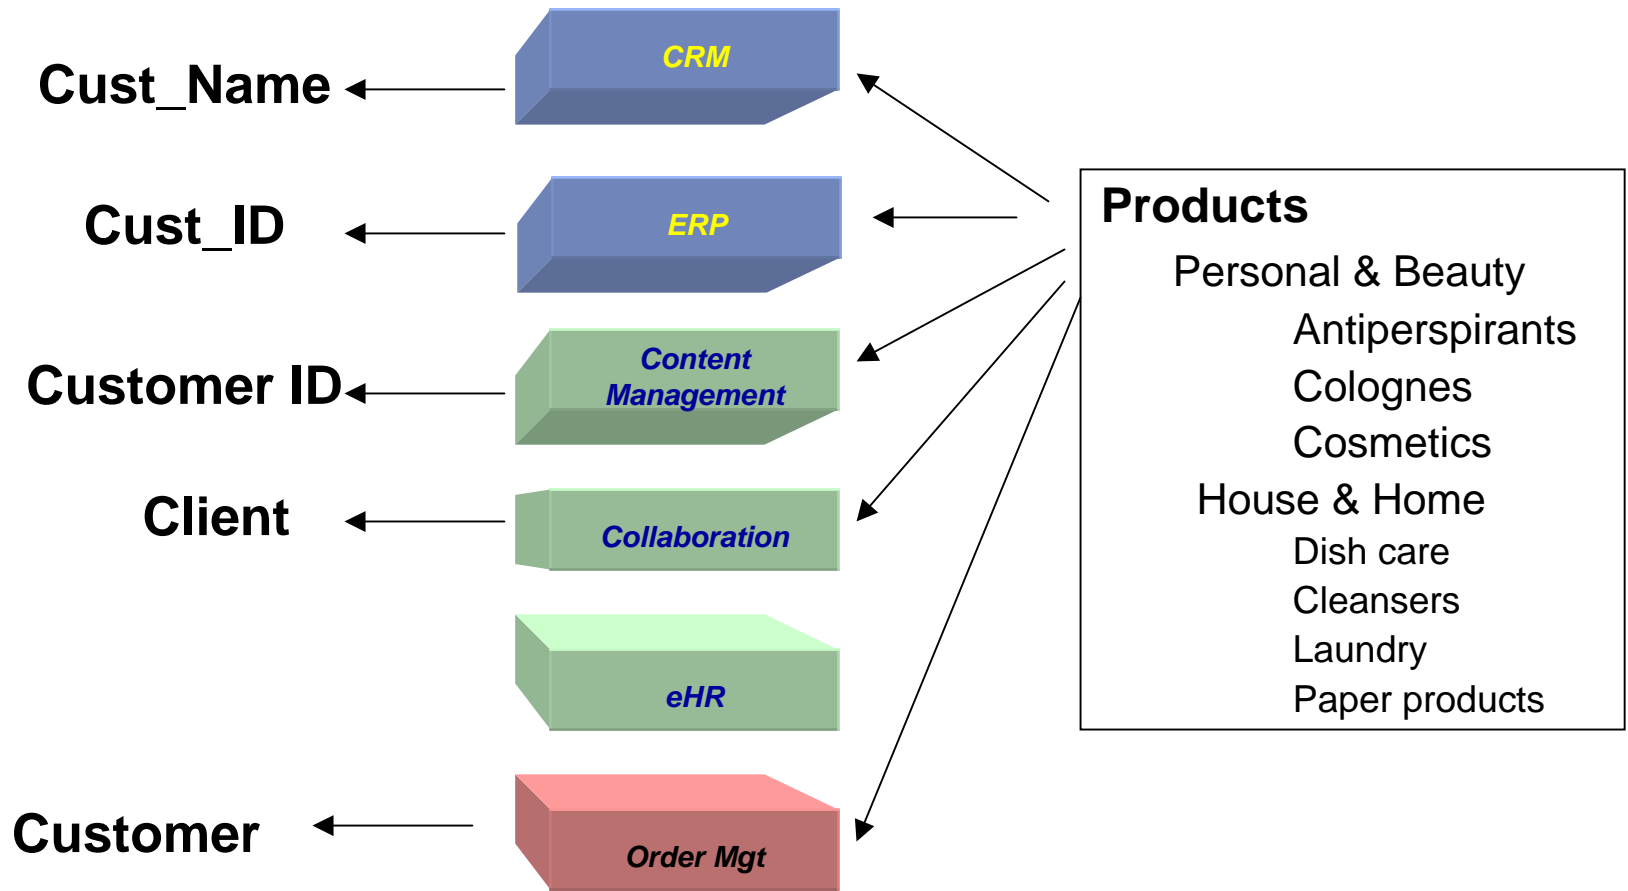 Cust_Name
CRM
Cust_ID
ERP
Customer ID
Content
Management
Client
Collaboration
eHR
Customer
Order Mgt
Products
Personal & Beauty
Antiperspirants
Colognes
Cosmetics
House & Home
Dish care
Cleansers
Laundry
Paper products